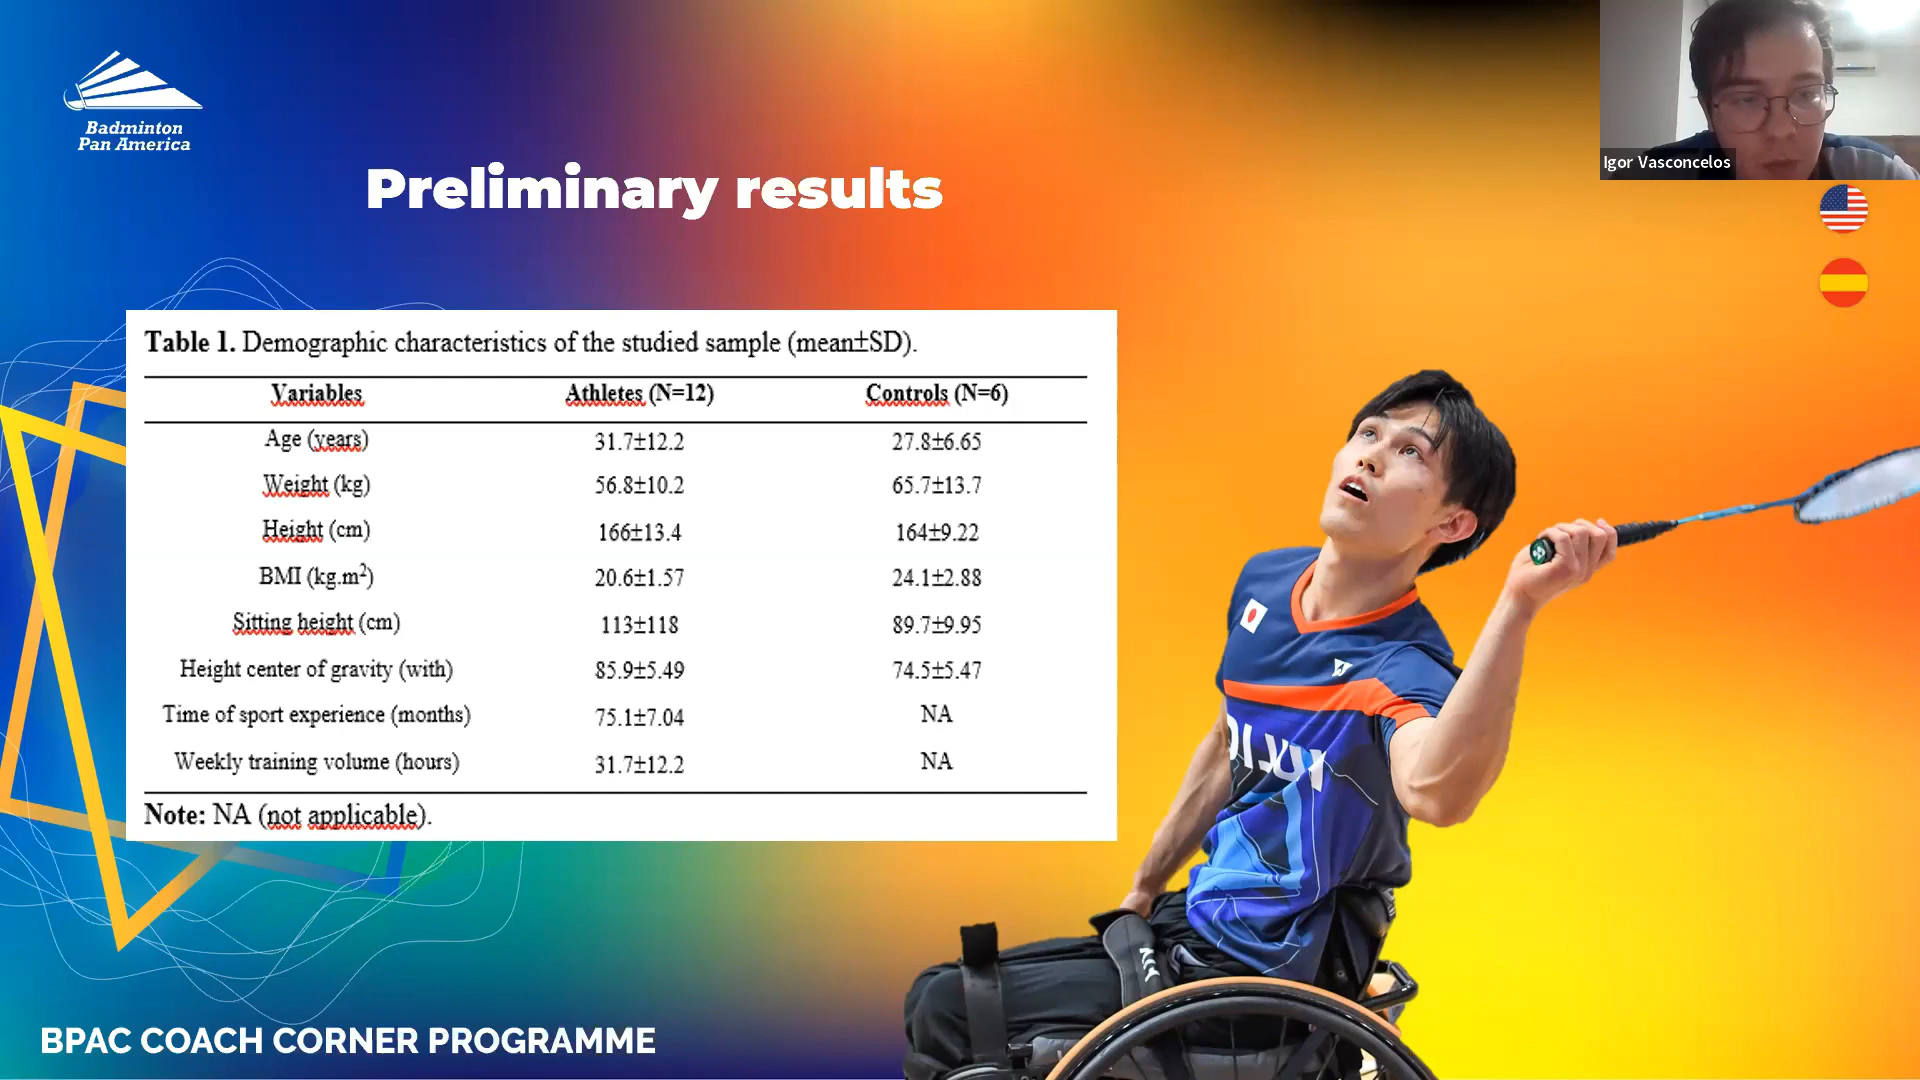 Badminton
Pan America
Igor Vasconcelos
Preliminary results
Table 1. Demographic characteristics of the studied sample (mean±SD).
Variables Athletes (N=12) Controls (N=6)
Age (years) 31.7±12.2 27.8±6.65
Weight (kg) 56.8±10.2 65.7±13.7
Height (cm) 166±13.4 164±9.22
BMI (kg.m²) 20.6±1.57 24.1±2.88
Sitting height (cm) 113±118 89.7±9.95
Height center of gravity (with) 85.9±5.49 74.5±5.47
Time of sport experience (months) 75.1±7.04 NA
Weekly training volume (hours) 31.7±12.2 NA
Note: NA (not applicable).
BPAC COACH CORNER PROGRAMME